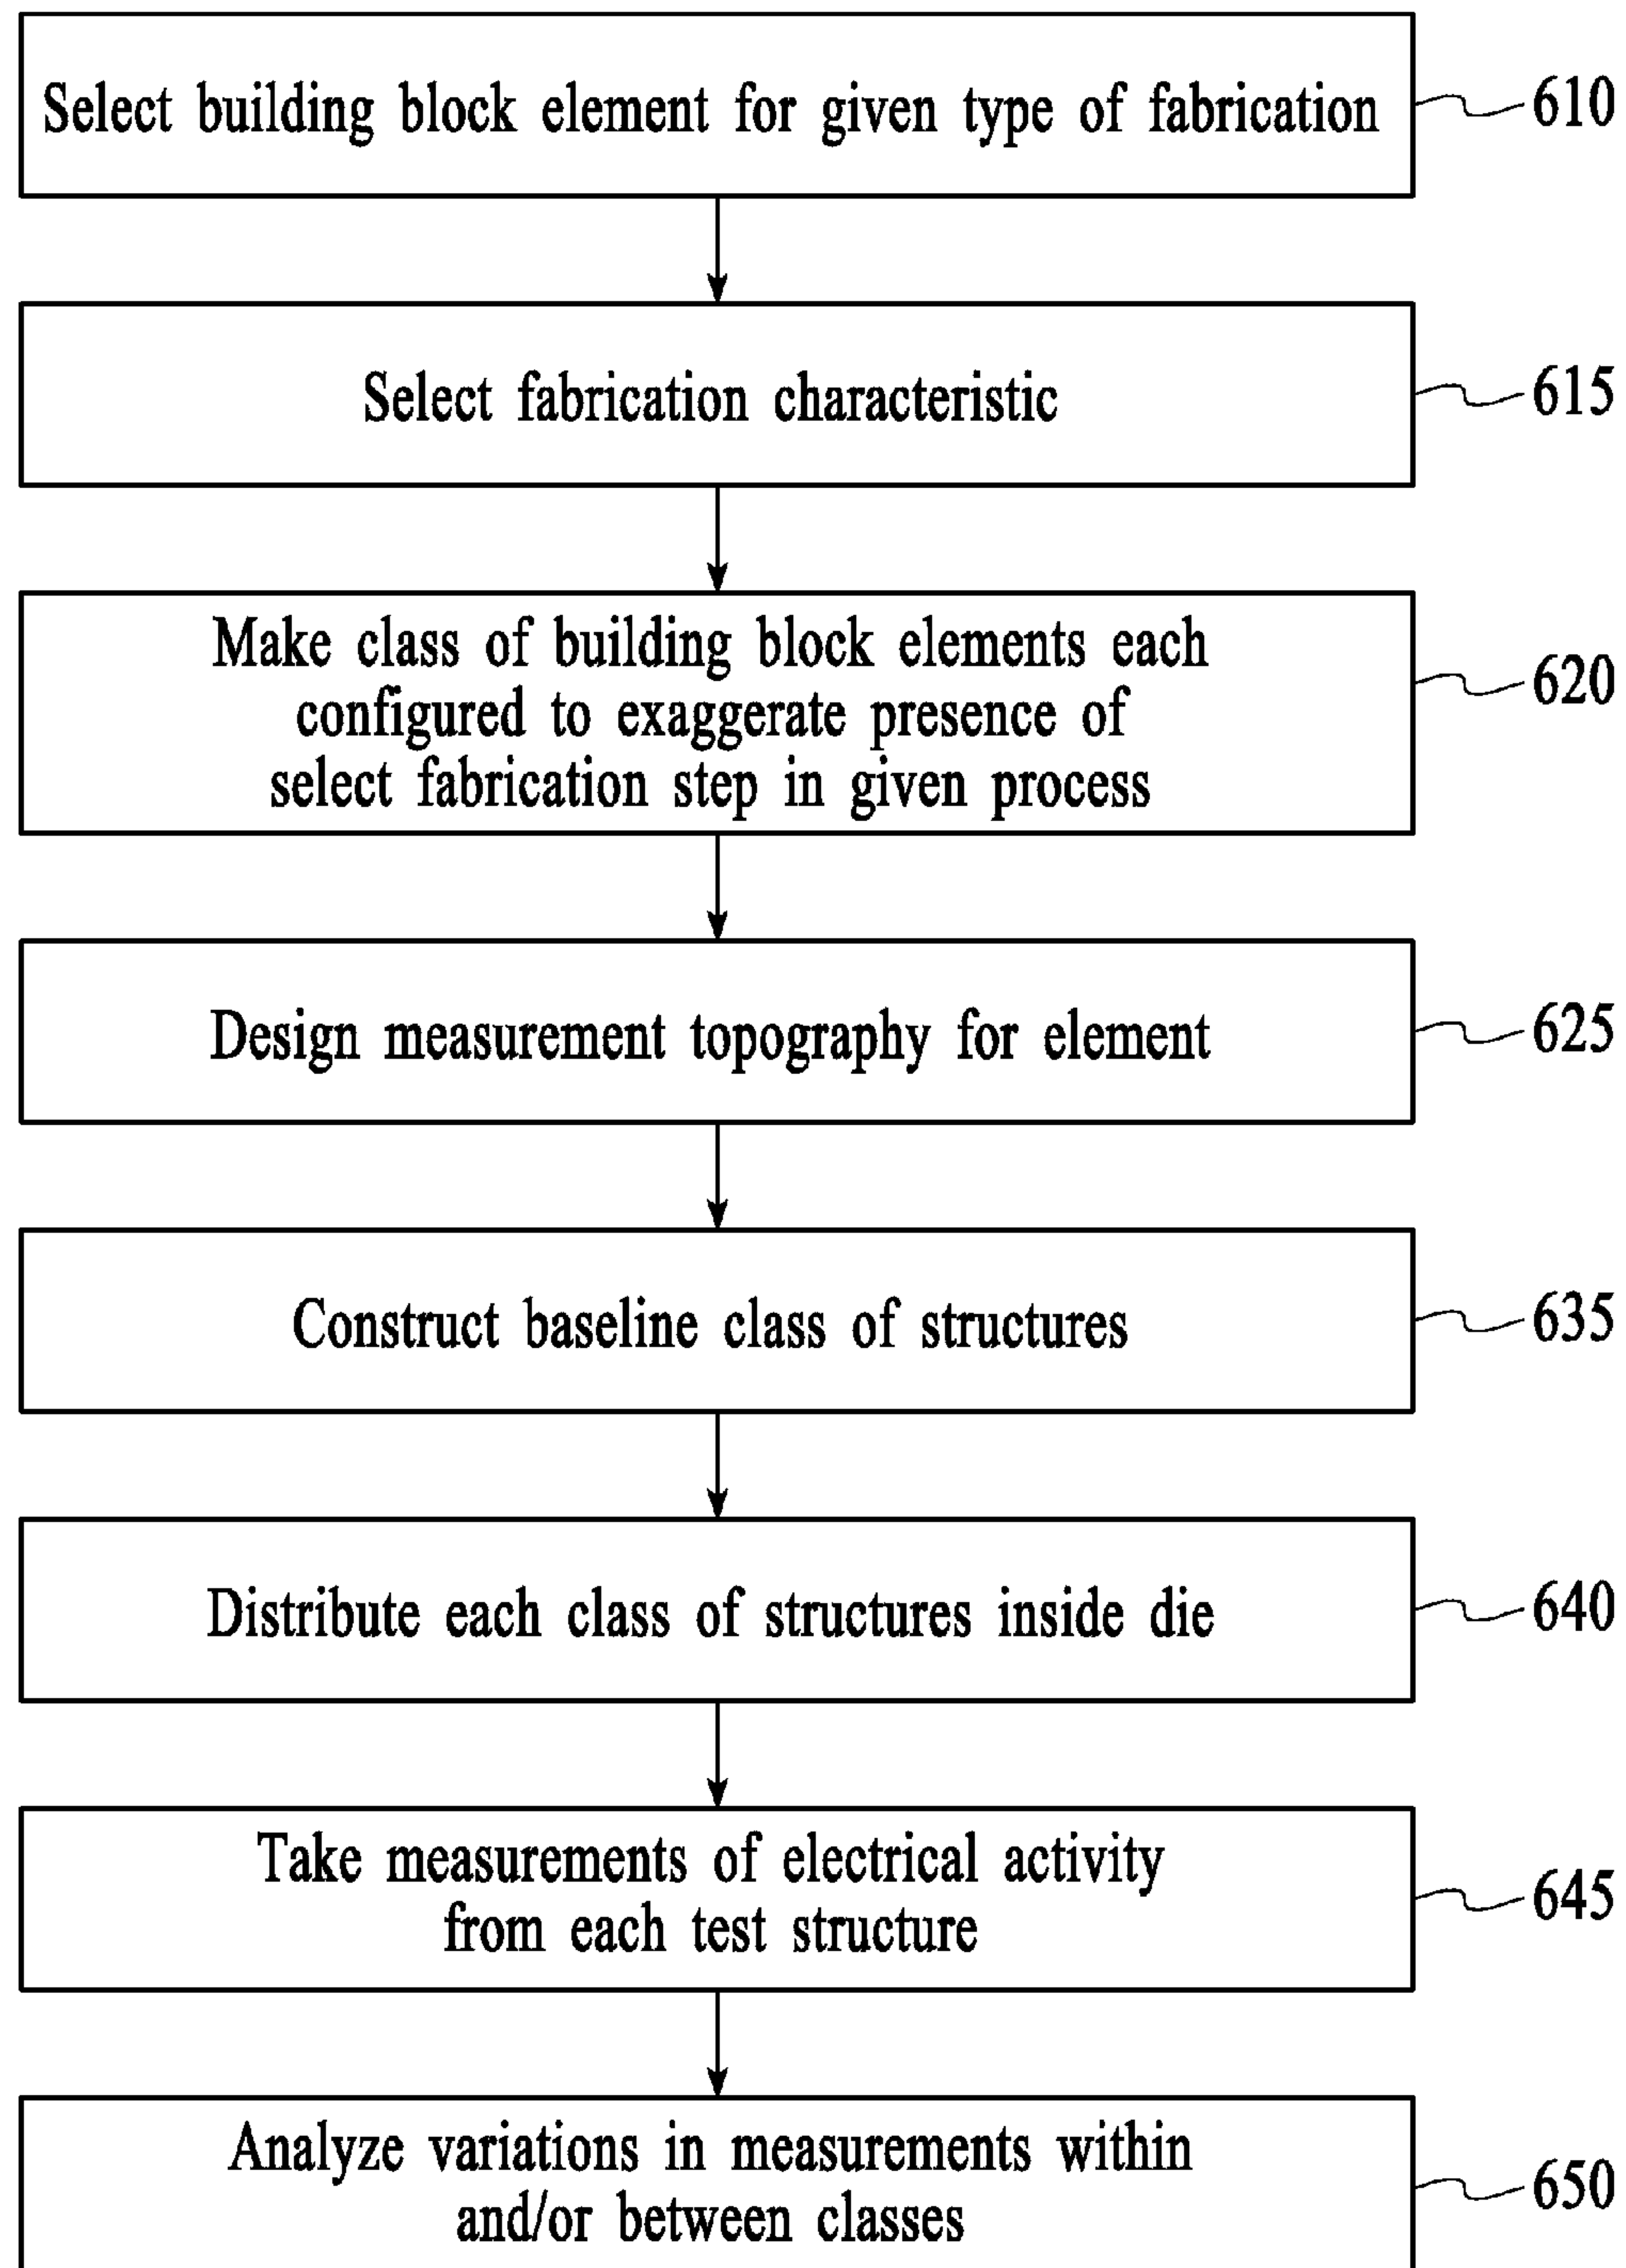 Select building block element for given type of fabrication
610
Select fabrication characteristic
615
Make class of building block elements each
configured to exaggerate presence of
select fabrication step in given process
620
Design measurement topography for element
625
Construct baseline class of structures
635
Distribute each class of structures inside die
640
Take measurements of electrical activity
from each test structure
645
Analyze variations in measurements within
and/or between classes
650